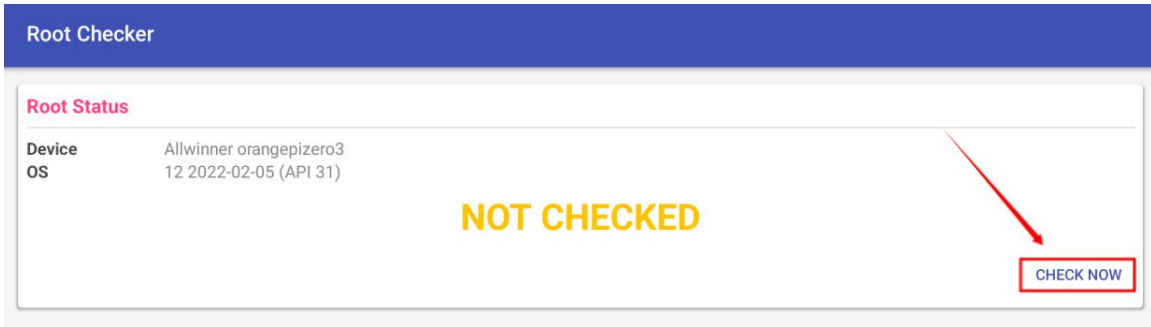 Root Checker
Root Status
Device Allwinner orangepizero3
OS 12 2022-02-05 (API 31)
NOT CHECKED
CHECK NOW